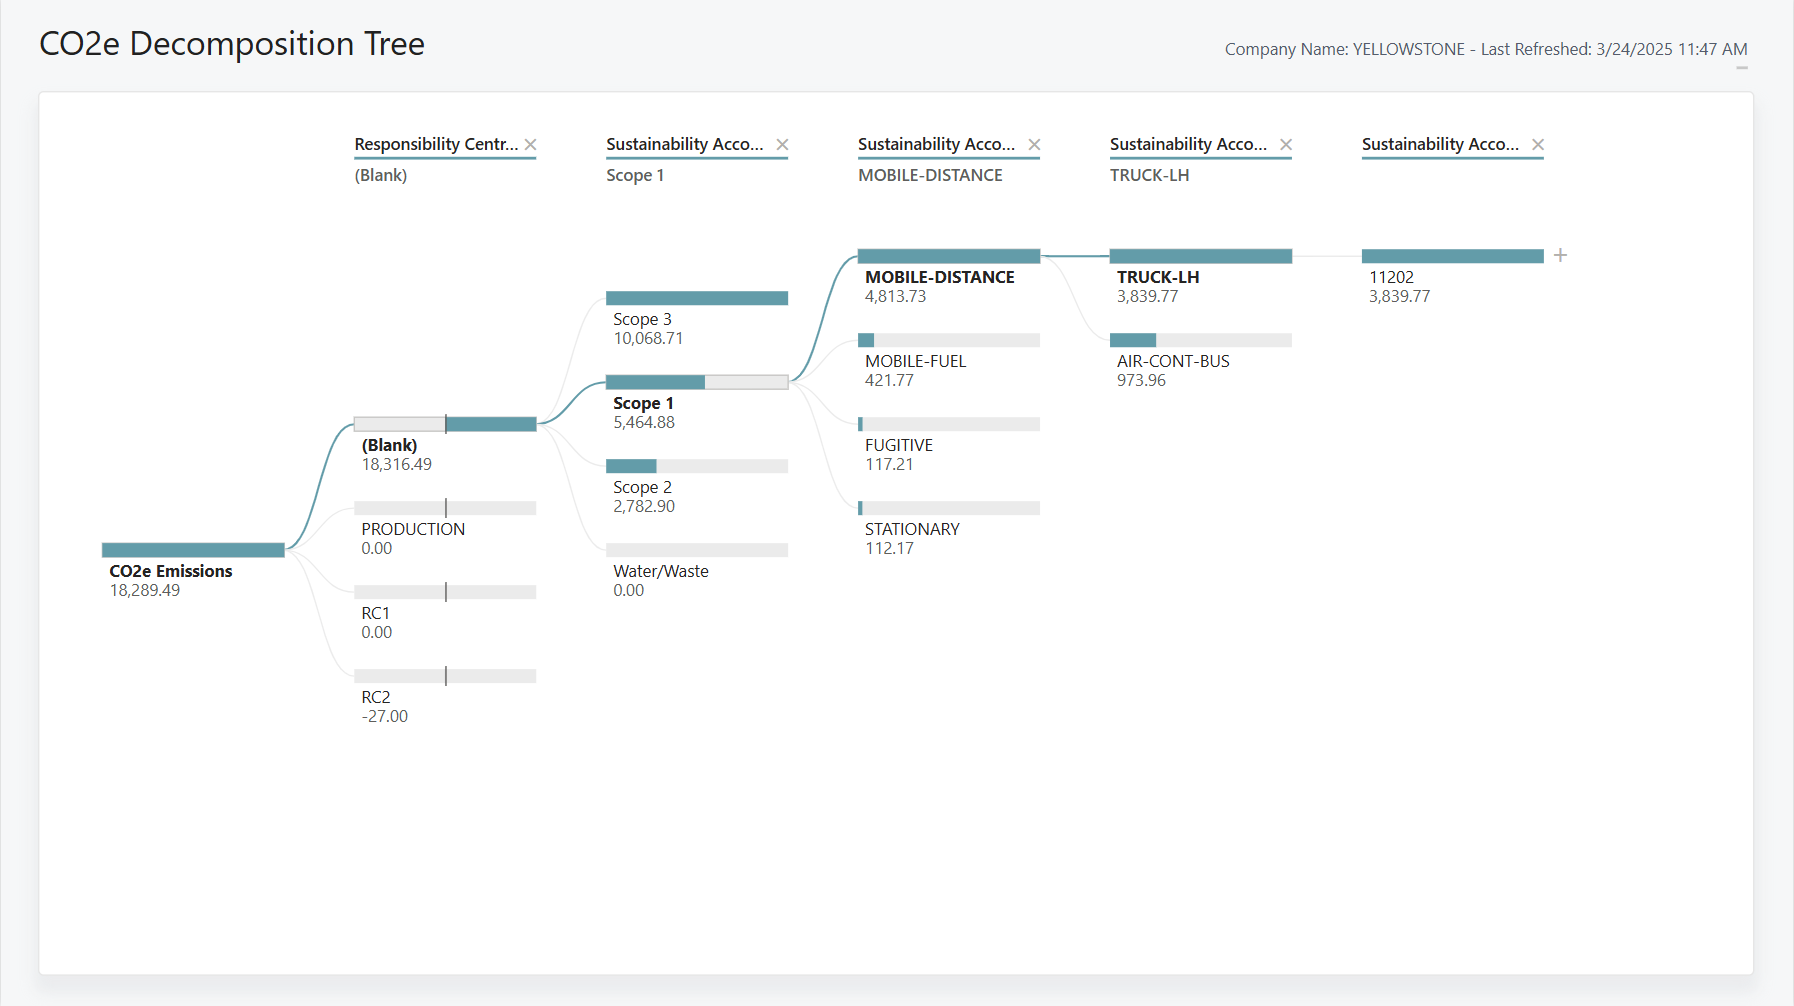 CO2e Decomposition Tree
Company Name: YELLOWSTONE - Last Refreshed: 3/24/2025 11:47 AM
Responsibility Centr...
(Blank)
Sustainability Acco...
Scope 1
Sustainability Acco...
MOBILE-DISTANCE
Sustainability Acco...
TRUCK-LH
Sustainability Acco...
CO2e Emissions
18,289.49
(Blank)
18,316.49
PRODUCTION
0.00
RC1
0.00
RC2
-27.00
Scope 3
10,068.71
Scope 1
5,464.88
Scope 2
2,782.90
Water/Waste
0.00
MOBILE-DISTANCE
4,813.73
MOBILE-FUEL
421.77
FUGITIVE
117.21
STATIONARY
112.17
TRUCK-LH
3,839.77
AIR-CONT-BUS
973.96
11202
3,839.77